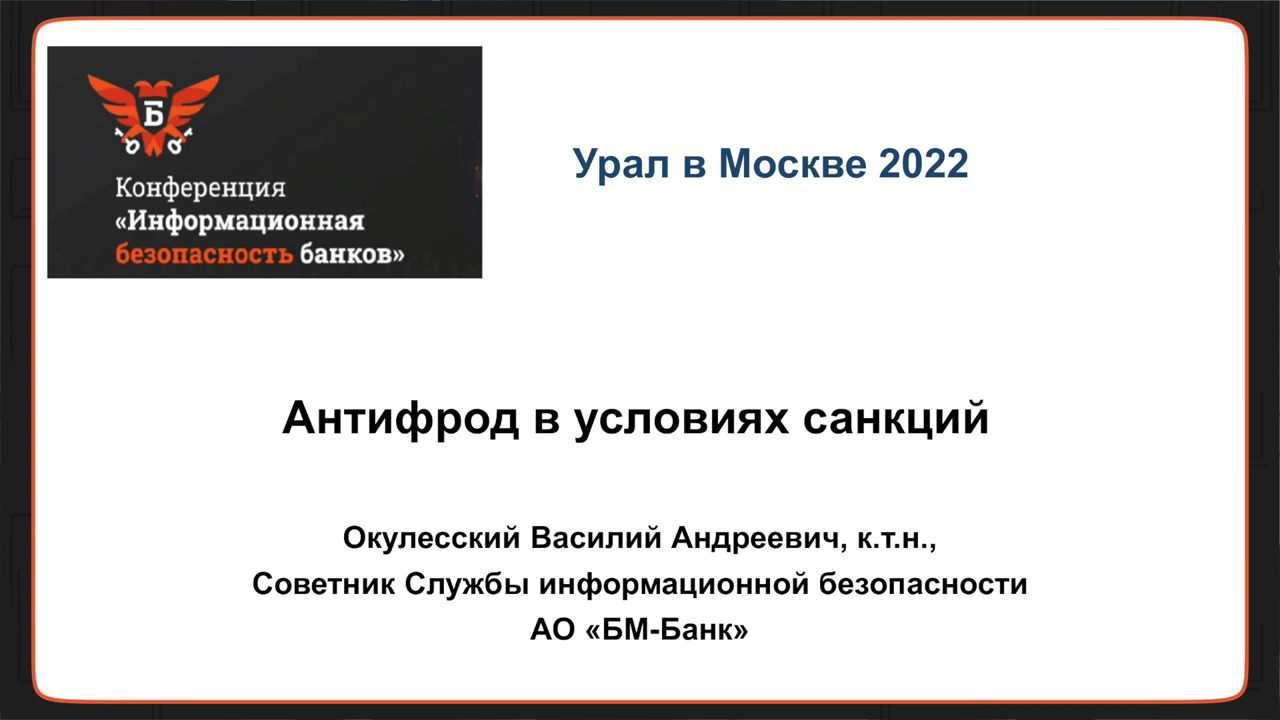 Б
Конференция
«Информационная
безопасность банков»
Урал в Москве 2022
Антифрод в условиях санкций
Окулесский Василий Андреевич, к.т.н.,
Советник Службы информационной безопасности
АО «БМ-Банк»